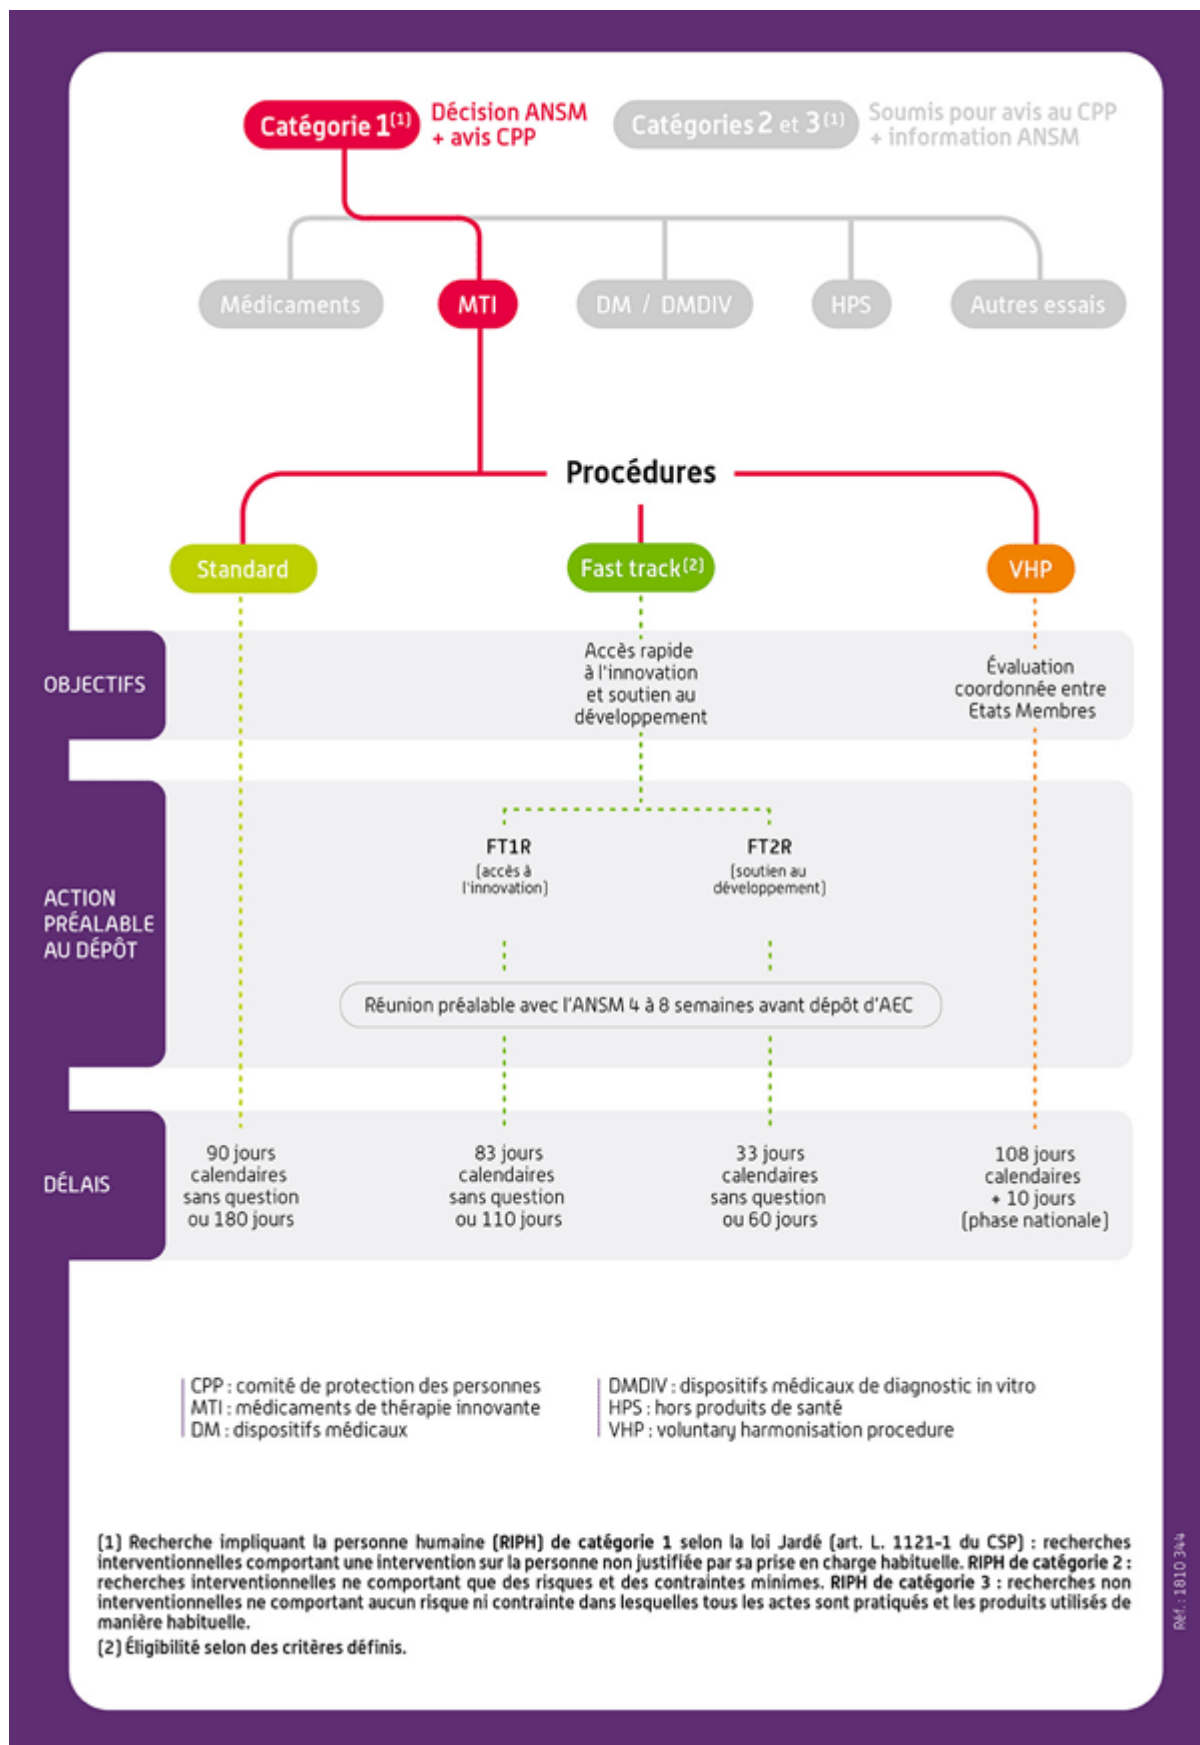 Catégorie 1(1)
Décision ANSM
+ avis CPP
Catégories 2 et 3(1)
Soumis pour avis au CPP
+ information ANSM
Médicaments
MTI
DM / DMDIV
HPS
Autres essais
Procédures
Standard
Fast track(2)
VHP
OBJECTIFS
Accès rapide
à l'innovation
et soutien au
développement
Évaluation
coordonnée entre
Etats Membres
ACTION
PRÉALABLE
AU DÉPÔT
FT1R
(accès à
l'innovation)
FT2R
(soutien au
développement)
Réunion préalable avec l'ANSM 4 à 8 semaines avant dépôt d'AEC
DÉLAIS
90 jours
calendaires
sans question
ou 180 jours
83 jours
calendaires
sans question
ou 110 jours
33 jours
calendaires
sans question
ou 60 jours
108 jours
calendaires
+ 10 jours
(phase nationale)
CPP : comité de protection des personnes
MTI : médicaments de thérapie innovante
DM : dispositifs médicaux
DMDIV : dispositifs médicaux de diagnostic in vitro
HPS : hors produits de santé
VHP : voluntary harmonisation procedure
(1) Recherche impliquant la personne humaine (RIPH) de catégorie 1 selon la loi Jardé (art. L. 1121-1 du CSP) : recherches
interventionnelles comportant une intervention sur la personne non justifiée par sa prise en charge habituelle. RIPH de catégorie 2 :
recherches interventionnelles ne comportant que des risques et des contraintes minimes. RIPH de catégorie 3 : recherches non
interventionnelles ne comportant aucun risque ni contrainte dans lesquelles tous les actes sont pratiqués et les produits utilisés de
manière habituelle.
(2) Éligibilité selon des critères définis.
Réf. : 1810 344